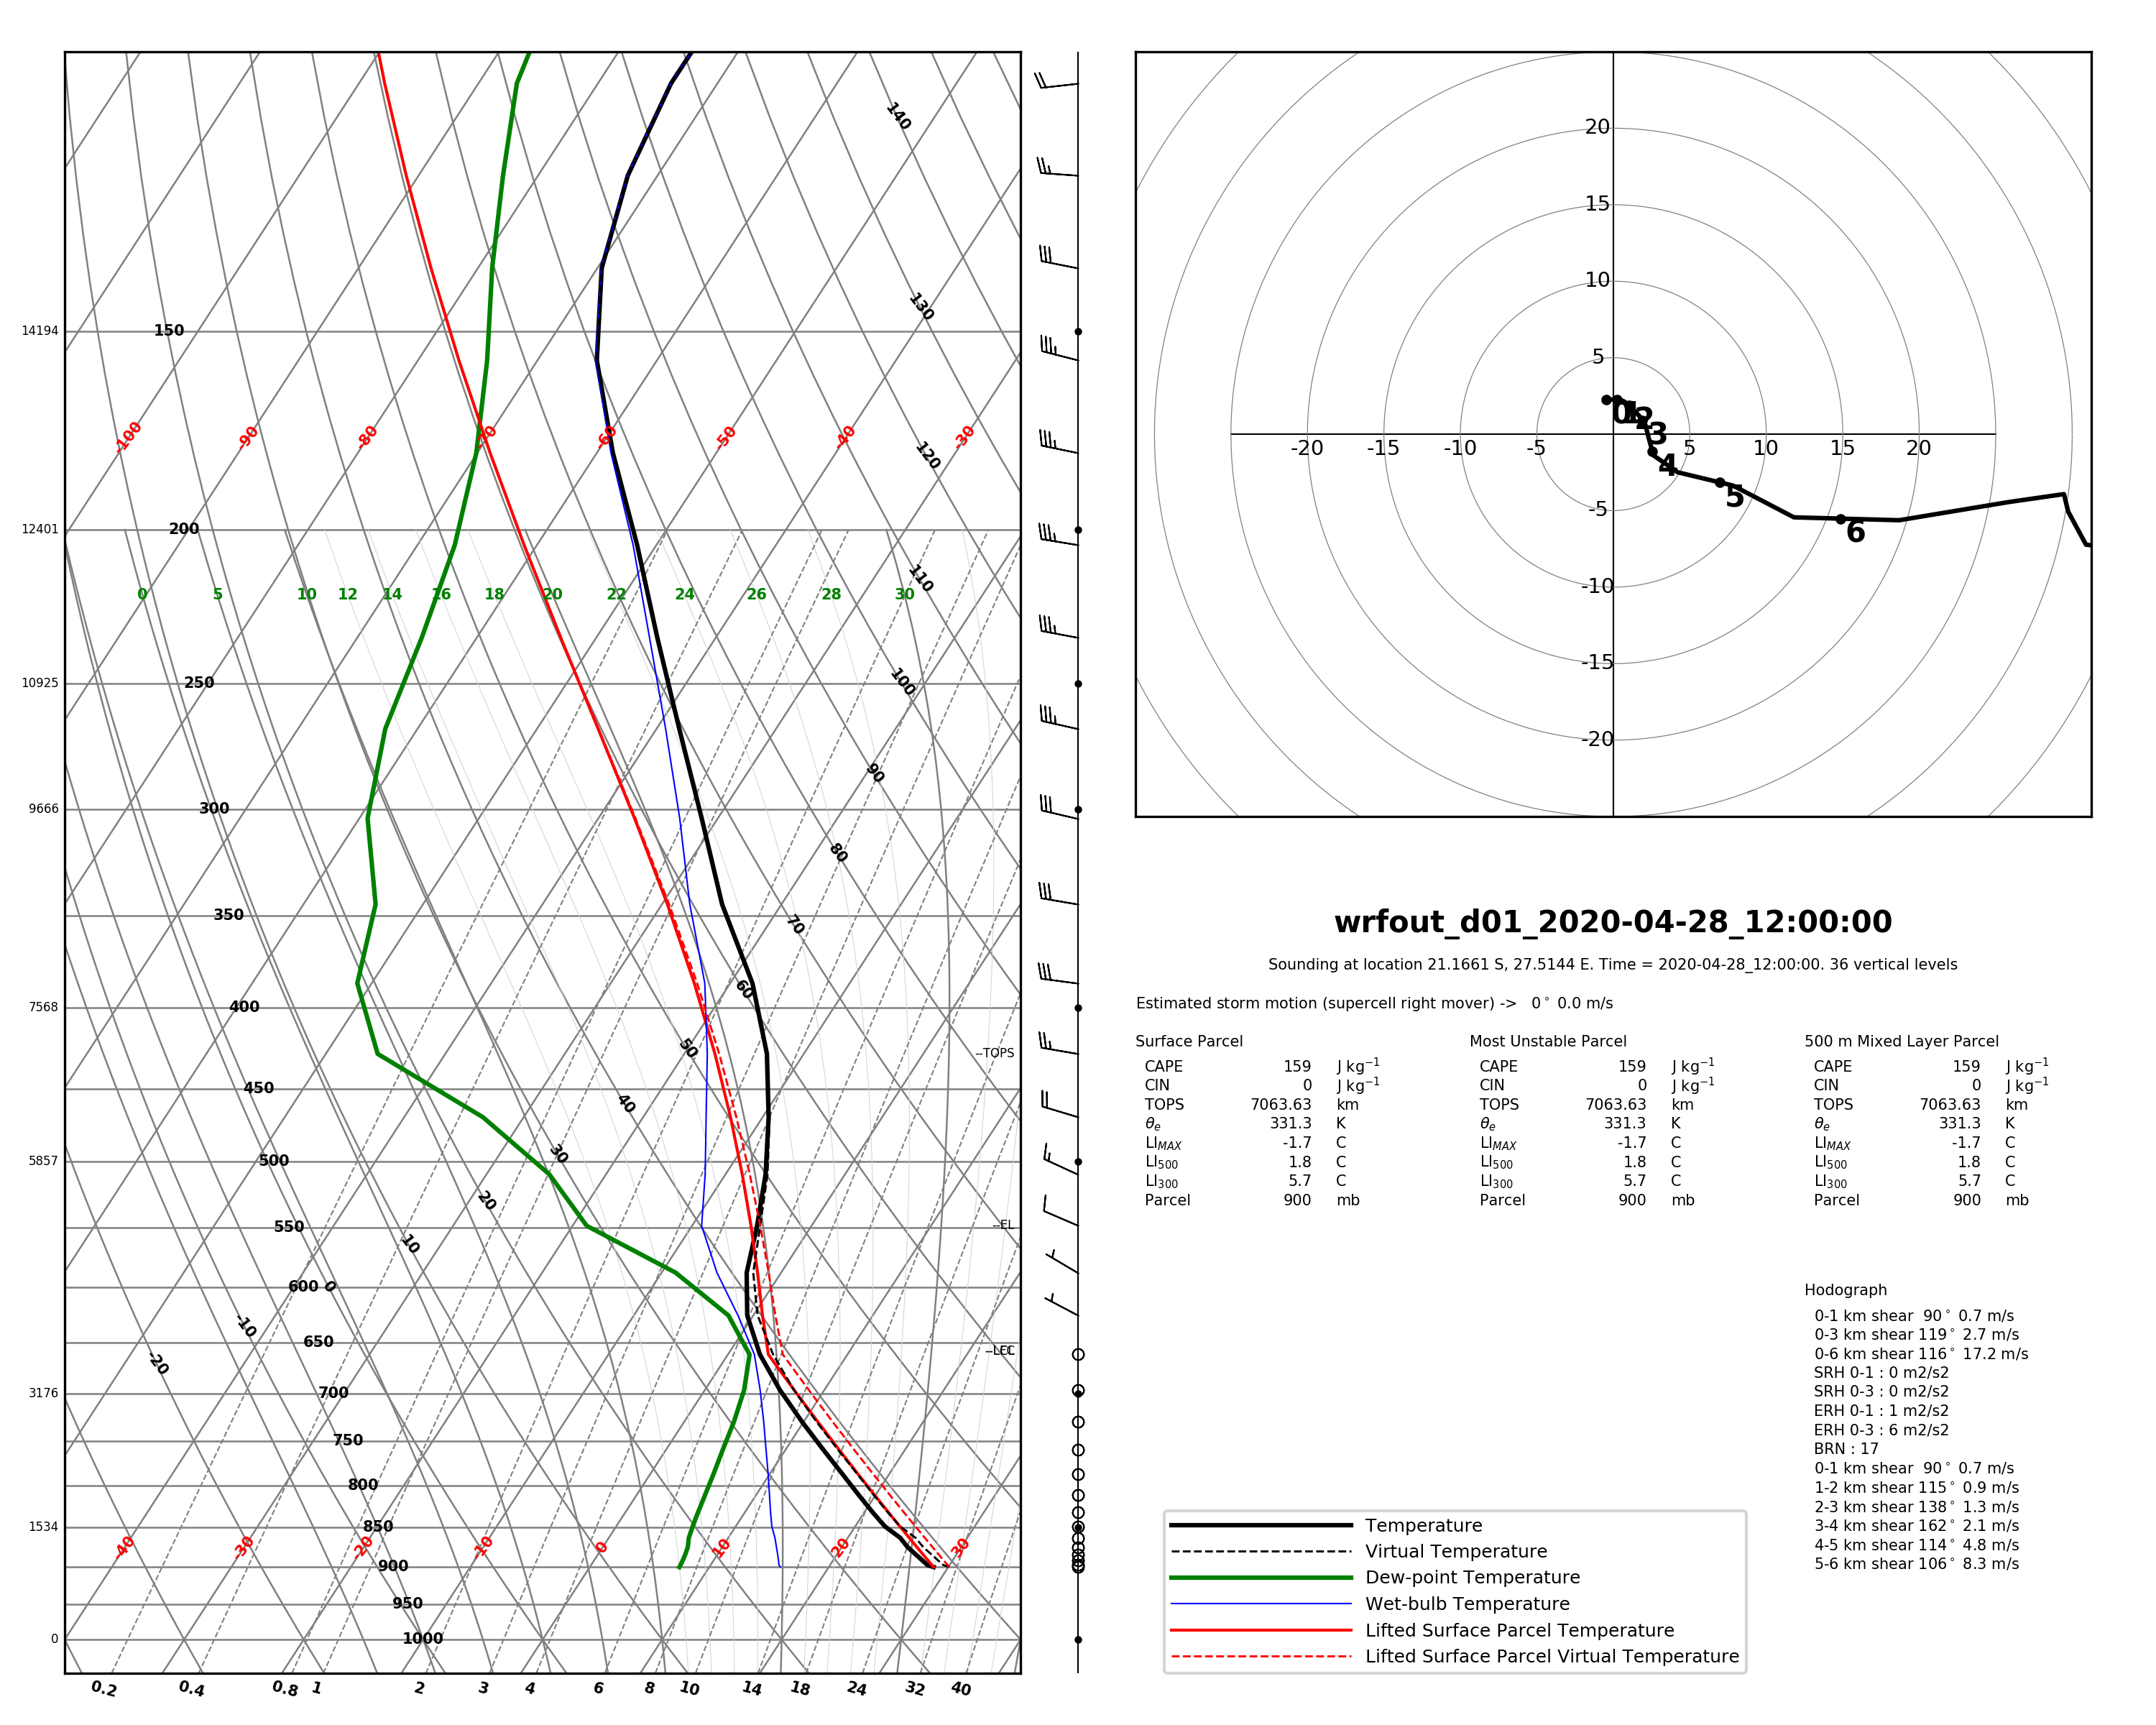 140
20
15
130
10
14194
150
5
-100
-90
-80
-70
-60
-50
-40
-30
120
0
1
2
3
4
5
6
-20
-15
-10
-5
5
10
15
20
12401
200
-5
110
0
5
10
12
14
16
18
20
22
24
26
28
30
-10
10925
250
100
-15
-20
90
9666
300
80
350
70
wrfout_d01_2020-04-28_12:00:00
Sounding at location 21.1661 S, 27.5144 E. Time = 2020-04-28_12:00:00. 36 vertical levels
60
7568
400
Estimated storm motion (supercell right mover) -> 0° 0.0 m/s
50
--TOPS
450
40
Surface Parcel
CAPE 159 J kg⁻¹
CIN 0 J kg⁻¹
TOPS 7063.63 km
θe 331.3 K
LIMAX -1.7 C
LI500 1.8 C
LI300 5.7 C
Parcel 900 mb
Most Unstable Parcel
CAPE 159 J kg⁻¹
CIN 0 J kg⁻¹
TOPS 7063.63 km
θe 331.3 K
LIMAX -1.7 C
LI500 1.8 C
LI300 5.7 C
Parcel 900 mb
500 m Mixed Layer Parcel
CAPE 159 J kg⁻¹
CIN 0 J kg⁻¹
TOPS 7063.63 km
θe 331.3 K
LIMAX -1.7 C
LI500 1.8 C
LI300 5.7 C
Parcel 900 mb
5857
500
30
20
550
10
--EL
600
0
-10
650
-20
3176
700
750
800
1534
850
-40
-30
-20
-10
0
10
20
30
900
950
0
1000
0.2
0.4
0.8
1
2
3
4
6
8
10
14
18
24
32
40
Hodograph
0-1 km shear 90° 0.7 m/s
0-3 km shear 119° 2.7 m/s
0-6 km shear 116° 17.2 m/s
SRH 0-1 : 0 m2/s2
SRH 0-3 : 0 m2/s2
ERH 0-1 : 1 m2/s2
ERH 0-3 : 6 m2/s2
BRN : 17
0-1 km shear 90° 0.7 m/s
1-2 km shear 115° 0.9 m/s
2-3 km shear 138° 1.3 m/s
3-4 km shear 162° 2.1 m/s
4-5 km shear 114° 4.8 m/s
5-6 km shear 106° 8.3 m/s
Temperature
Virtual Temperature
Dew-point Temperature
Wet-bulb Temperature
Lifted Surface Parcel Temperature
Lifted Surface Parcel Virtual Temperature